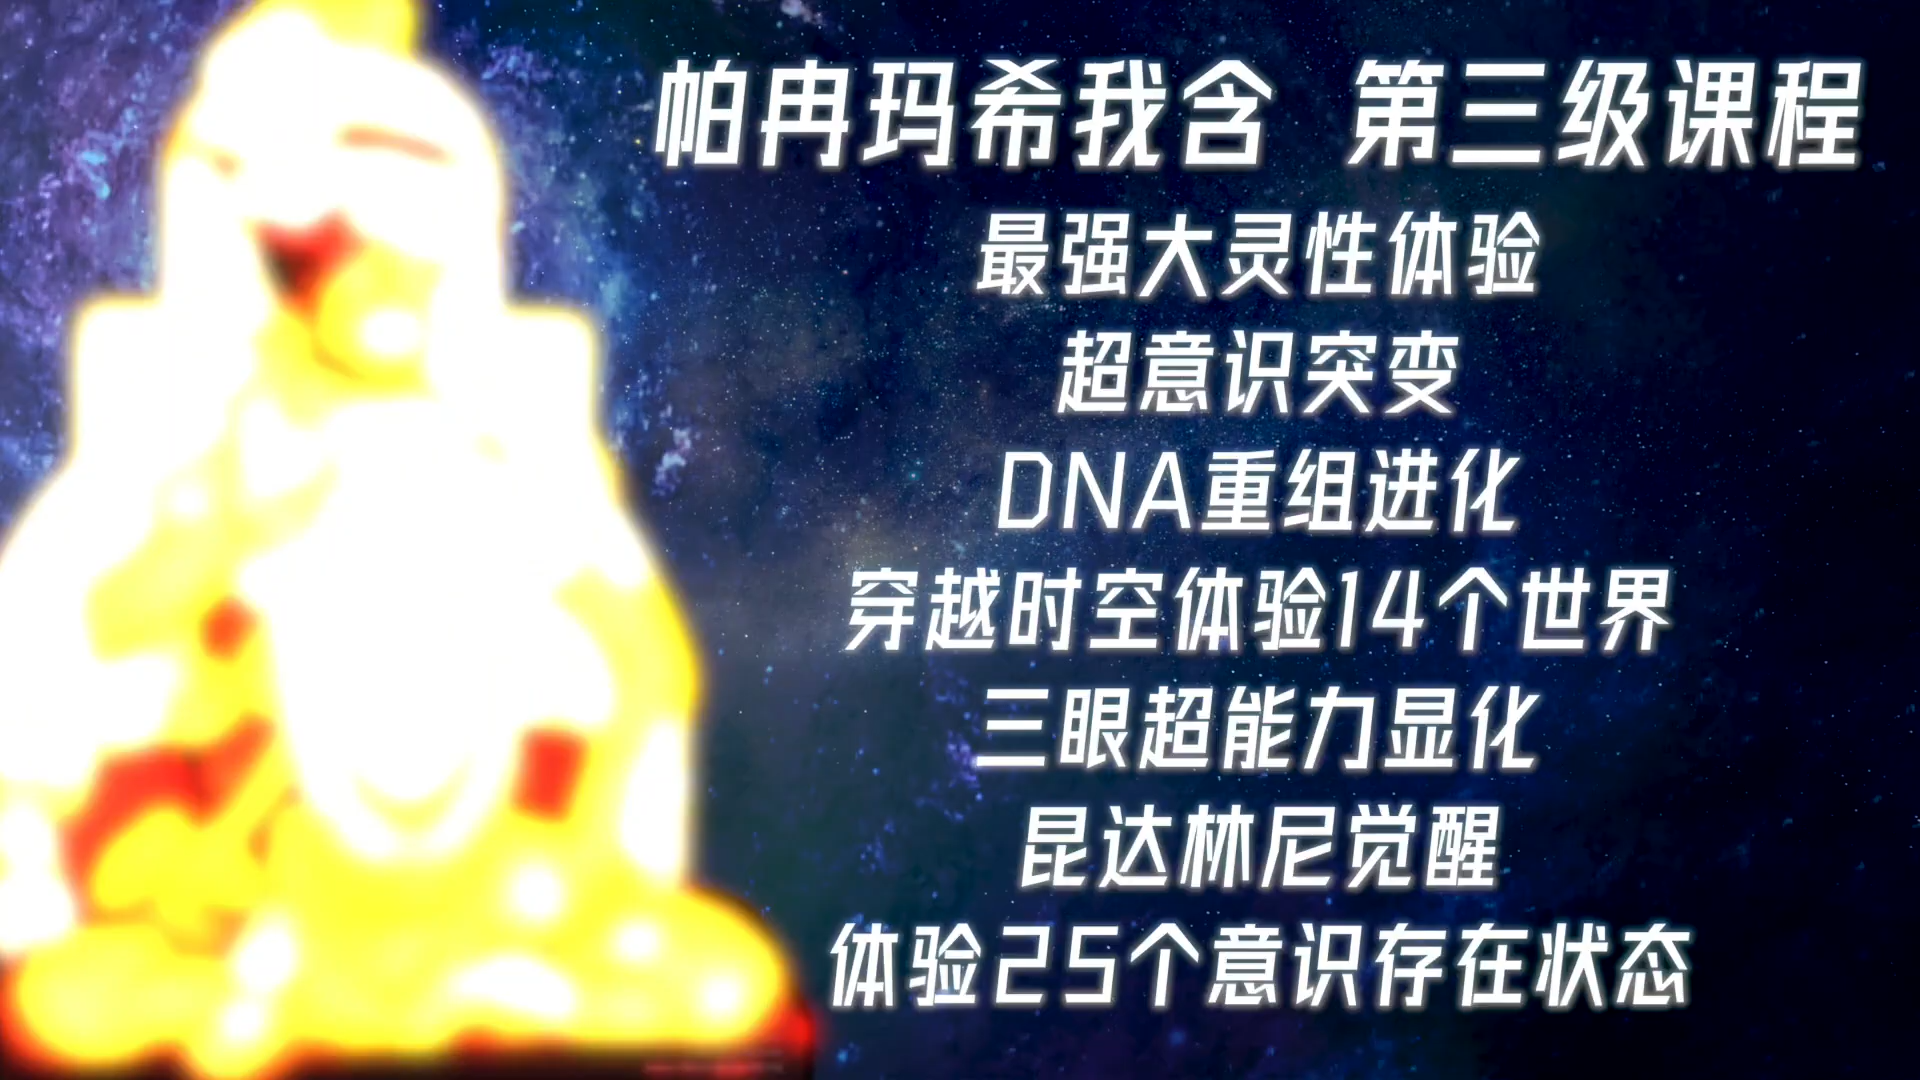 帕冉玛希我含 第三级课程
最强大灵性体验
超意识突变
DNA重组进化
穿越时空体验14个世界
三眼超能力显化
昆达林尼觉醒
体验25个意识存在状态